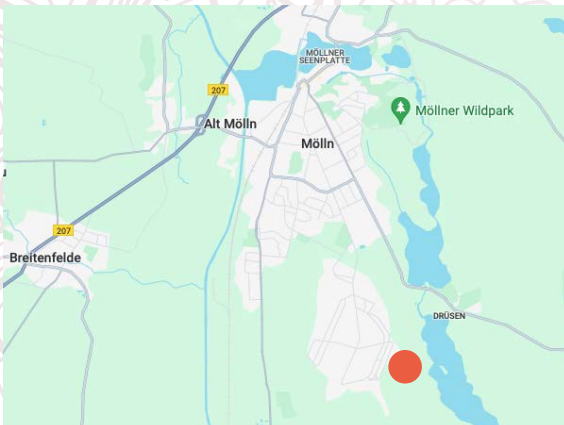 MÖLLNER
SEENPLATTE
207
Möllner Wildpark
Alt Mölln
Mölln
u
207
Breitenfelde
DRÜSEN